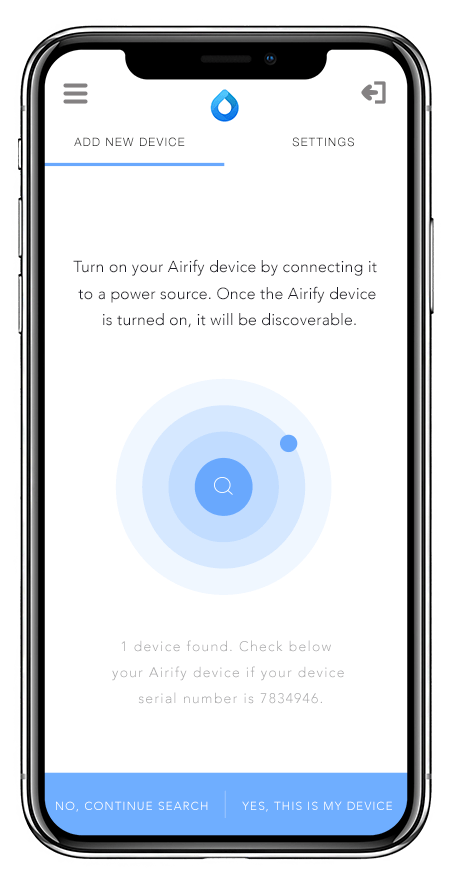 ADD NEW DEVICE
SETTINGS
Turn on your Airify device by connecting it
to a power source. Once the Airify device
is turned on, it will be discoverable.
1 device found. Check below
your Airify device if your device
serial number is 7834946.
NO, CONTINUE SEARCH
YES, THIS IS MY DEVICE